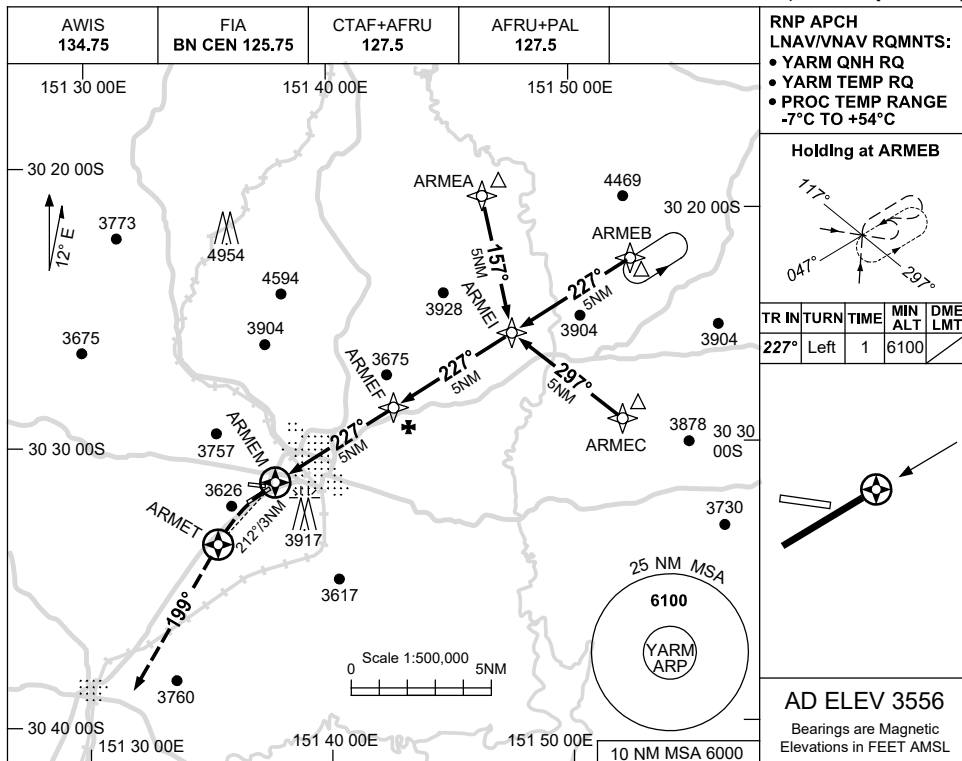 AWIS
134.75
FIA
BN CEN 125.75
CTAF+AFRU
127.5
AFRU+PAL
127.5
RNP APCH
LNAV/VNAV RQMNTS:
• YARM QNH RQ
• YARM TEMP RQ
• PROC TEMP RANGE
-7°C TO +54°C
151 30 00E
151 40 00E
151 50 00E
Holding at ARMEB
117°
047°
297°
TR IN TURN TIME MIN ALT DME LMT
227° Left 1 6100
30 20 00S
30 20 00S
12° E
3773
4954
4594
3904
3675
ARMEA
4469
ARMEB
157°
5NM
227°
5NM
3928
ARMEI
3904
3904
3675
ARMEF
227°
5NM
297°
5NM
ARMEC
3878
30 30
00S
30 30 00S
3757
ARMEM
227°
5NM
3626
ARMET
212°/3NM
3917
3730
3617
199°
3760
25 NM MSA
6100
YARM
ARP
Scale 1:500,000
0
5NM
30 40 00S
151 30 00E
151 40 00E
151 50 00E
10 NM MSA 6000
AD ELEV 3556
Bearings are Magnetic
Elevations in FEET AMSL